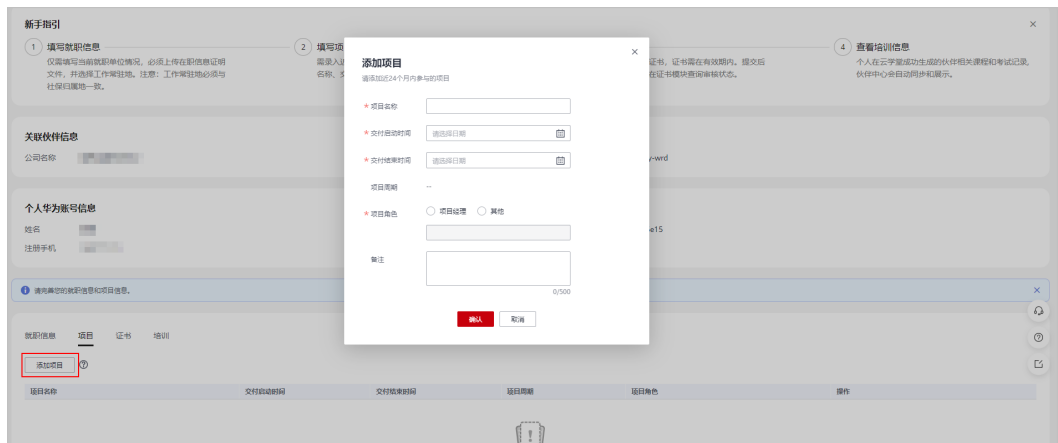 新手指引
1 填写就职信息
仅需填写当前就职单位情况，必须上传在职信息证明
文件，并选择工作常驻地。注意：工作常驻地必须与
社保归属地一致。
2 填写项
需录入近
名称、交
证书，证书需在有效期内。提交后
在证书模块查询审核状态。
4 查看培训信息
个人在云学堂成功生成的伙伴相关课程和考试记录,
伙伴中心会自动同步和展示。
关联伙伴信息
公司名称
y-wrd
个人华为账号信息
姓名
e15
注册手机
请完善您的就职信息和项目信息。
就职信息 项目 证书 培训
添加项目
项目名称 交付启动时间 交付结束时间 项目周期 项目角色 操作
添加项目
请添加近24个月内参与的项目
* 项目名称
* 交付启动时间 请选择日期
* 交付结束时间 请选择日期
项目周期 --
* 项目角色 项目经理 其他
备注
0/500
确认 取消